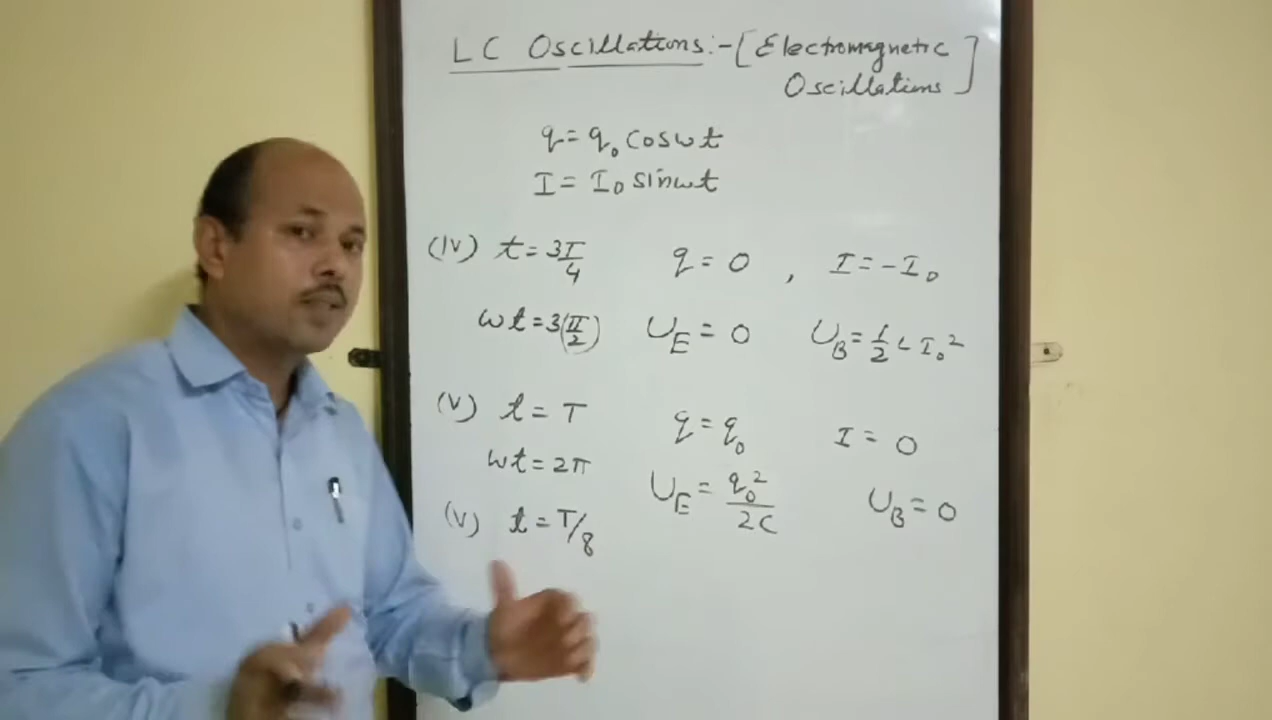 LC Oscillations:-[Electromagnetic
Oscillations]
q = q₀ cosωt
I = I₀ sinωt
(IV) t = 3T/4 q = 0 , I = -I₀
ωt = 3(π/2) U_E = 0 U_B = 1/2 L I₀²
(V) t = T q = q₀ I = 0
ωt = 2π U_E = q₀²/2C U_B = 0
(V) t = T/8